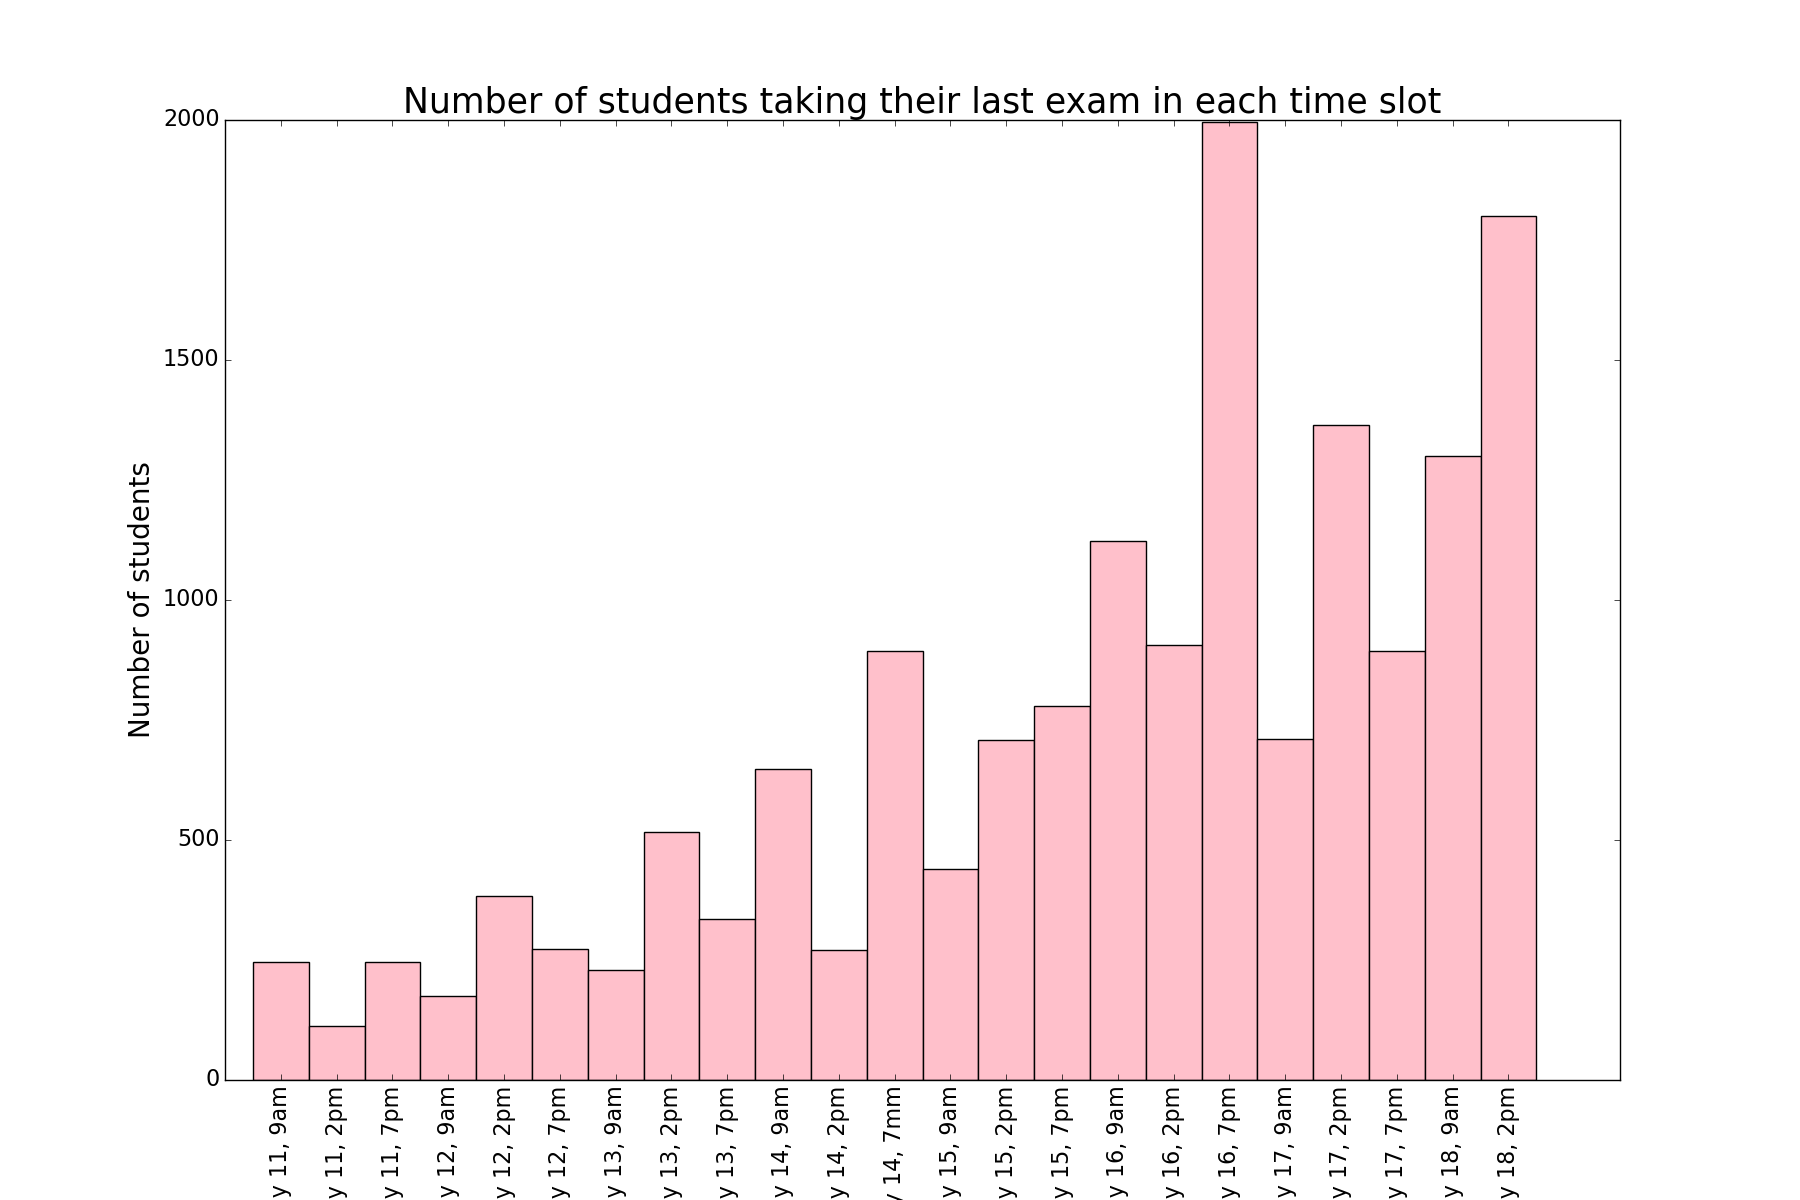 Number of students taking their last exam in each time slot
Number of students
2000
1500
1000
500
0
y 11, 9am
y 11, 2pm
y 11, 7pm
y 12, 9am
y 12, 2pm
y 12, 7pm
y 13, 9am
y 13, 2pm
y 13, 7pm
y 14, 9am
y 14, 2pm
y 14, 7mm
y 15, 9am
y 15, 2pm
y 15, 7pm
y 16, 9am
y 16, 2pm
y 16, 7pm
y 17, 9am
y 17, 2pm
y 17, 7pm
y 18, 9am
y 18, 2pm